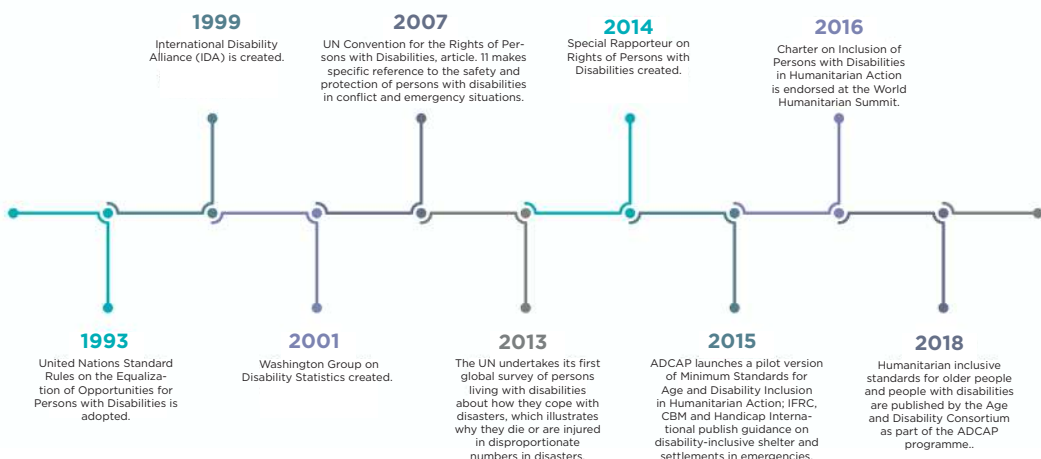 1999
International Disability
Alliance (IDA) is created.
2007
UN Convention for the Rights of Per-
sons with Disabilities, article. 11 makes
specific reference to the safety and
protection of persons with disabilities
in conflict and emergency situations.
2014
Special Rapporteur on
Rights of Persons with
Disabilities created.
2016
Charter on Inclusion of
Persons with Disabilities
in Humanitarian Action
is endorsed at the World
Humanitarian Summit.
1993
United Nations Standard
Rules on the Equaliza-
tion of Opportunities for
Persons with Disabilities is
adopted.
2001
Washington Group on
Disability Statistics created.
2013
The UN undertakes its first
global survey of persons
living with disabilities
about how they cope with
disasters, which illustrates
why they die or are injured
in disproportionate
numbers in disasters.
2015
ADCAP launches a pilot version
of Minimum Standards for
Age and Disability Inclusion
in Humanitarian Action; IFRC,
CBM and Handicap Interna-
tional publish guidance on
disability-inclusive shelter and
settlements in emergencies.
2018
Humanitarian inclusive
standards for older people
and people with disabilities
are published by the Age
and Disability Consortium
as part of the ADCAP
programme..